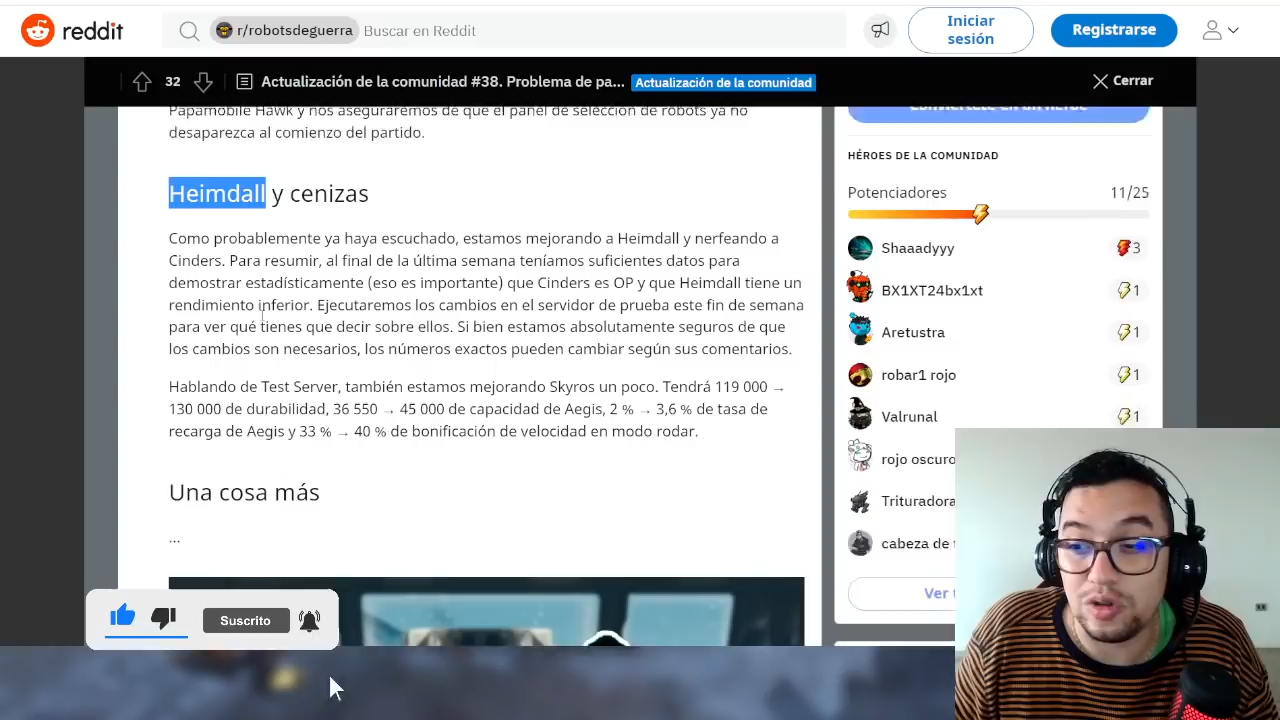 reddit
r/robotsdeguerra
Buscar en Reddit
Iniciar sesión
Registrarse
32
Actualización de la comunidad #38. Problema de pa...
Actualización de la comunidad
Cerrar
Papamobile Hawk y nos aseguraremos de que el panel de selección de robots ya no
desaparezca al comienzo del partido.
Heimdall y cenizas
Como probablemente ya haya escuchado, estamos mejorando a Heimdall y nerfeando a
Cinders. Para resumir, al final de la última semana teníamos suficientes datos para
demostrar estadísticamente (eso es importante) que Cinders es OP y que Heimdall tiene un
rendimiento inferior. Ejecutaremos los cambios en el servidor de prueba este fin de semana
para ver qué tienes que decir sobre ellos. Si bien estamos absolutamente seguros de que
los cambios son necesarios, los números exactos pueden cambiar según sus comentarios.
Hablando de Test Server, también estamos mejorando Skyros un poco. Tendrá 119 000 →
130 000 de durabilidad, 36 550 → 45 000 de capacidad de Aegis, 2 % → 3,6 % de tasa de
recarga de Aegis y 33 % → 40 % de bonificación de velocidad en modo rodar.
Una cosa más
...
Suscrito
HÉROES DE LA COMUNIDAD
Potenciadores 11/25
Shaaadyyy 3
BX1XT24bx1xt 1
Aretustra 1
robar1 rojo 1
Valrunal 1
rojo oscuro
Trituradora
cabeza de
Ver